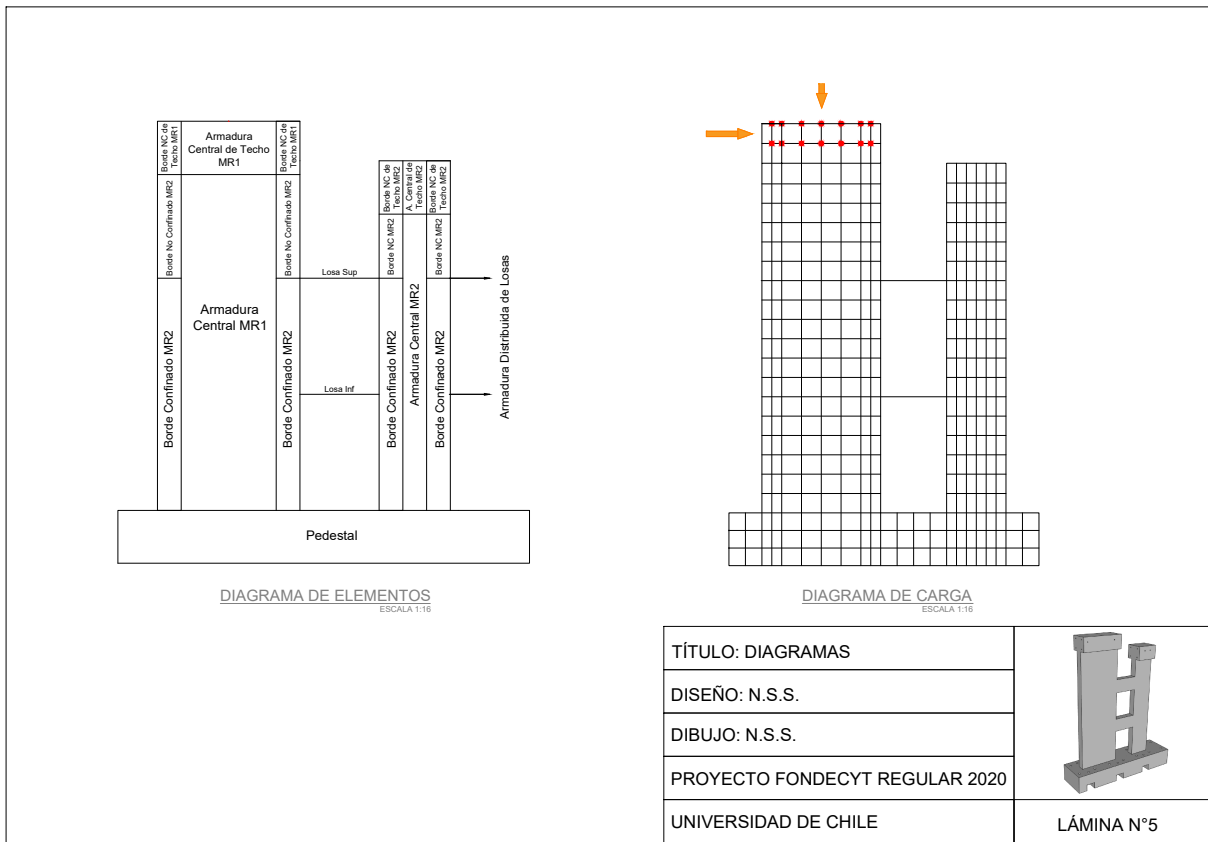 Borde NC de
Techo MR1
Armadura
Central de Techo
MR1
Borde NC de
Techo MR1
Borde No Confinado MR2
Borde No Confinado MR2
Borde NC de
Techo MR2
A. Central de
Techo MR2
Borde NC de
Techo MR2
Borde NC MR2
Borde NC MR2
Losa Sup
Armadura
Central MR1
Borde Confinado MR2
Borde Confinado MR2
Losa Inf
Borde Confinado MR2
Armadura Central MR2
Borde Confinado MR2
Armadura Distribuida de Losas
Pedestal
DIAGRAMA DE ELEMENTOS
ESCALA 1:16
DIAGRAMA DE CARGA
ESCALA 1:16
TÍTULO: DIAGRAMAS
DISEÑO: N.S.S.
DIBUJO: N.S.S.
PROYECTO FONDECYT REGULAR 2020
UNIVERSIDAD DE CHILE
LÁMINA N°5